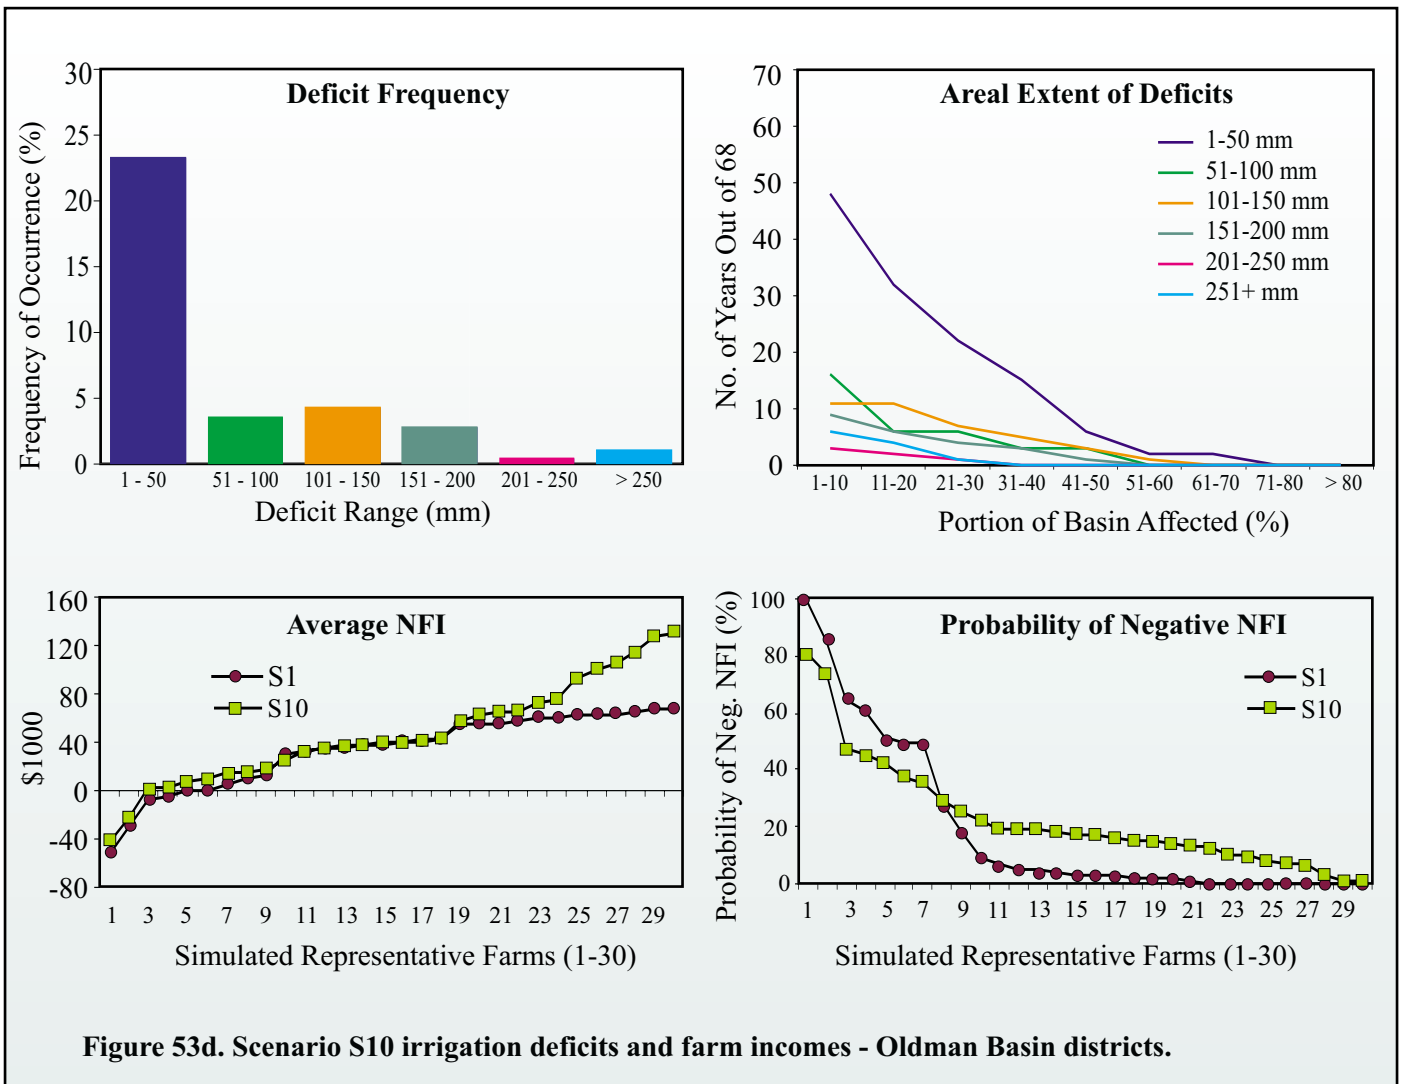 Deficit Frequency
Frequency of Occurrence (%)
30
25
20
15
10
5
0
1 - 50
51 - 100
101 - 150
151 - 200
201 - 250
> 250
Deficit Range (mm)
Areal Extent of Deficits
No. of Years Out of 68
70
60
50
40
30
20
10
0
1-50 mm
51-100 mm
101-150 mm
151-200 mm
201-250 mm
251+ mm
1-10
11-20
21-30
31-40
41-50
51-60
61-70
71-80
> 80
Portion of Basin Affected (%)
Average NFI
$1000
160
120
80
40
0
-40
-80
S1
S10
1
3
5
7
9
11
13
15
17
19
21
23
25
27
29
Simulated Representative Farms (1-30)
Probability of Negative NFI
Probability of Neg. NFI (%)
100
80
60
40
20
0
S1
S10
1
3
5
7
9
11
13
15
17
19
21
23
25
27
29
Simulated Representative Farms (1-30)
Figure 53d. Scenario S10 irrigation deficits and farm incomes - Oldman Basin districts.